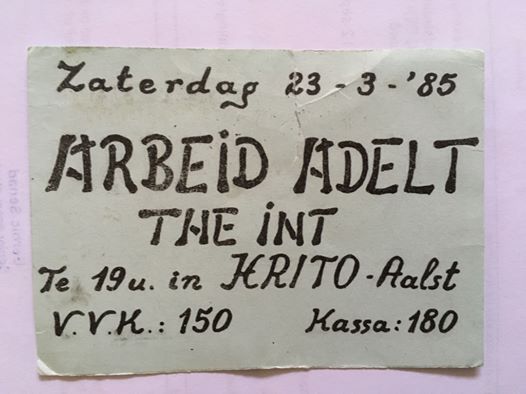 Zaterdag 23-3-'85
ARBEID ADELT
THE INT
Te 19u. in KRITO-Aalst
V.V.K.: 150 Kassa: 180